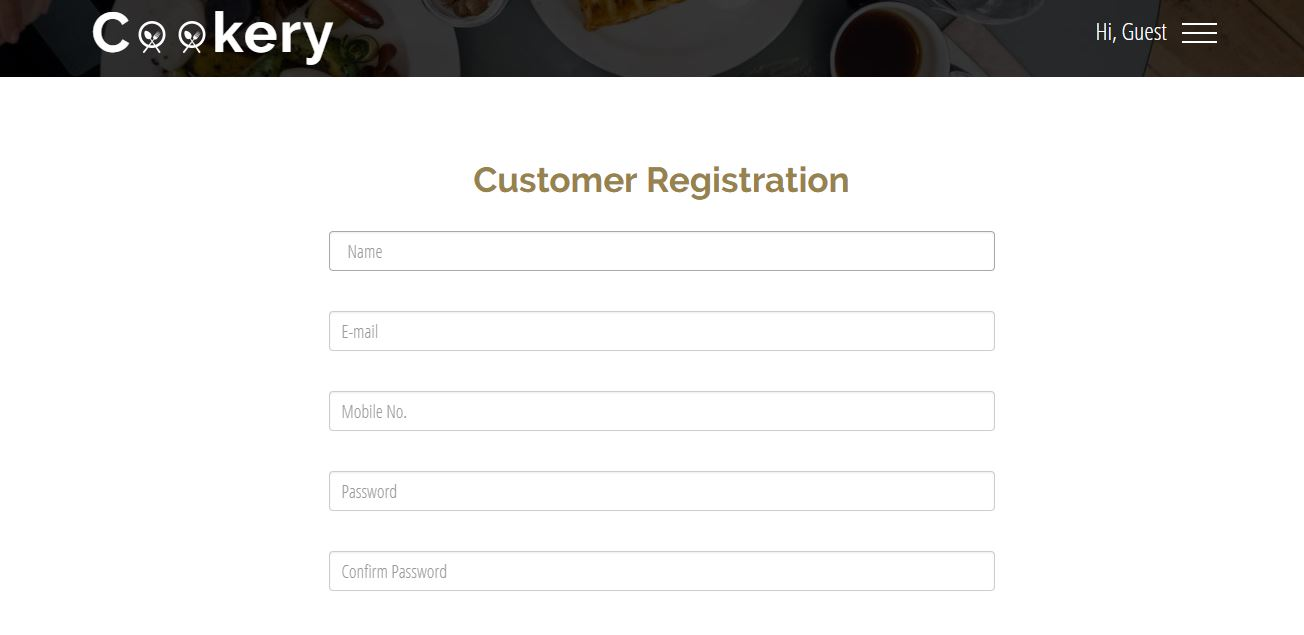 Cookery
Hi, Guest
Customer Registration
Name
E-mail
Mobile No.
Password
Confirm Password